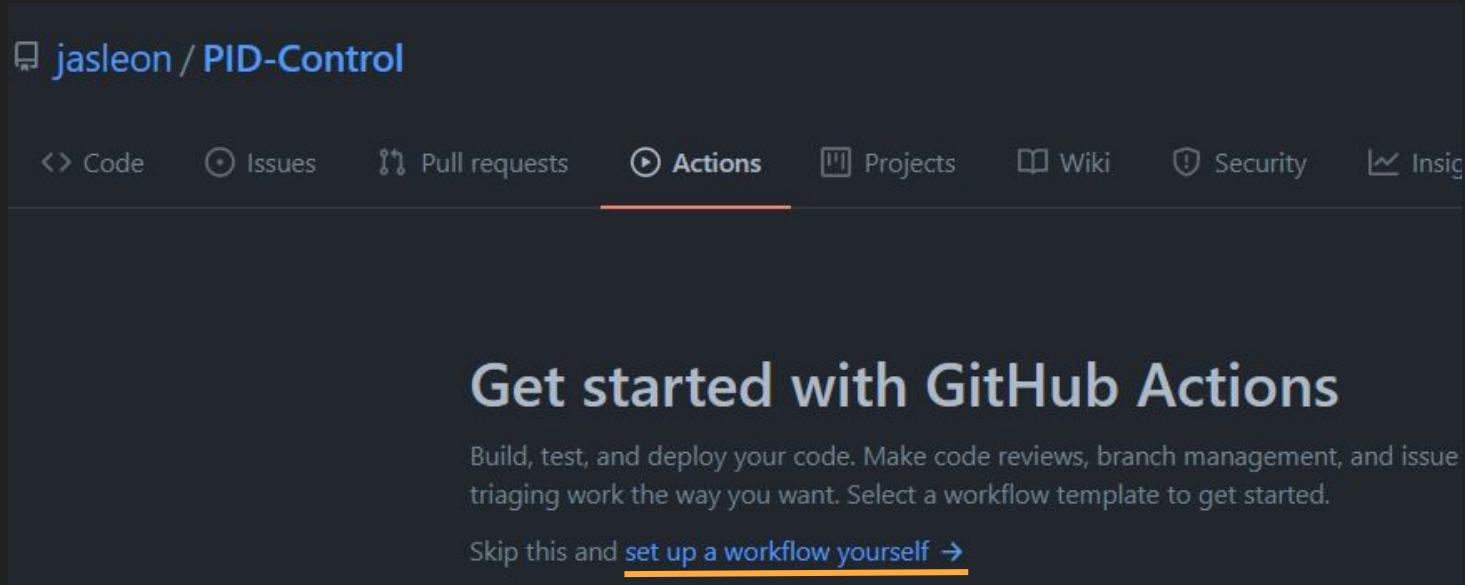 jasleon / PID-Control
Code Issues Pull requests Actions Projects Wiki Security
Get started with GitHub Actions
Build, test, and deploy your code. Make code reviews, branch management, and issue
triaging work the way you want. Select a workflow template to get started.
Skip this and set up a workflow yourself →